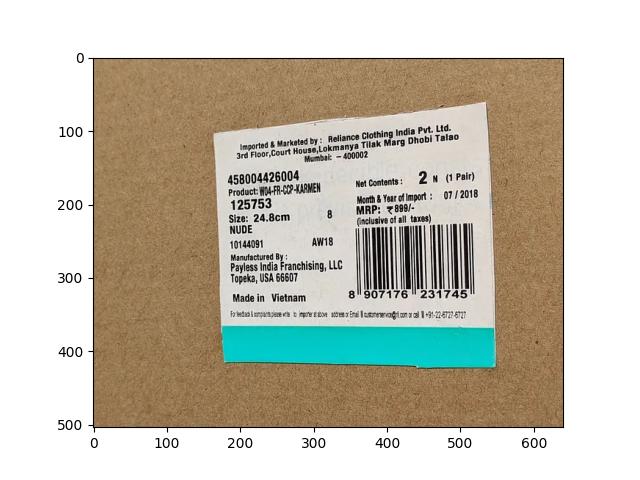 Imported & Marketed by : Reliance Clothing India Pvt. Ltd.
3rd Floor,Court House,Lokmanya Tilak Marg Dhobi Talao
Mumbai: - 400002
458004426004
Product: W04-FR-CCP-KARMEN
125753
Size: 24.8cm 8
NUDE
10144091 AW18
Manufactured By :
Payless India Franchising, LLC
Topeka, USA 66607
Made in Vietnam
Net Contents : 2 N (1 Pair)
Month & Year of Import : 07 / 2018
MRP: ₹899/-
(inclusive of all taxes)
8 907176 231745
For feedback & complaints please write to importer at above address or Email customerservice@ril.com or call +91-22-6727-6727
0
100
200
300
400
500
0 100 200 300 400 500 600